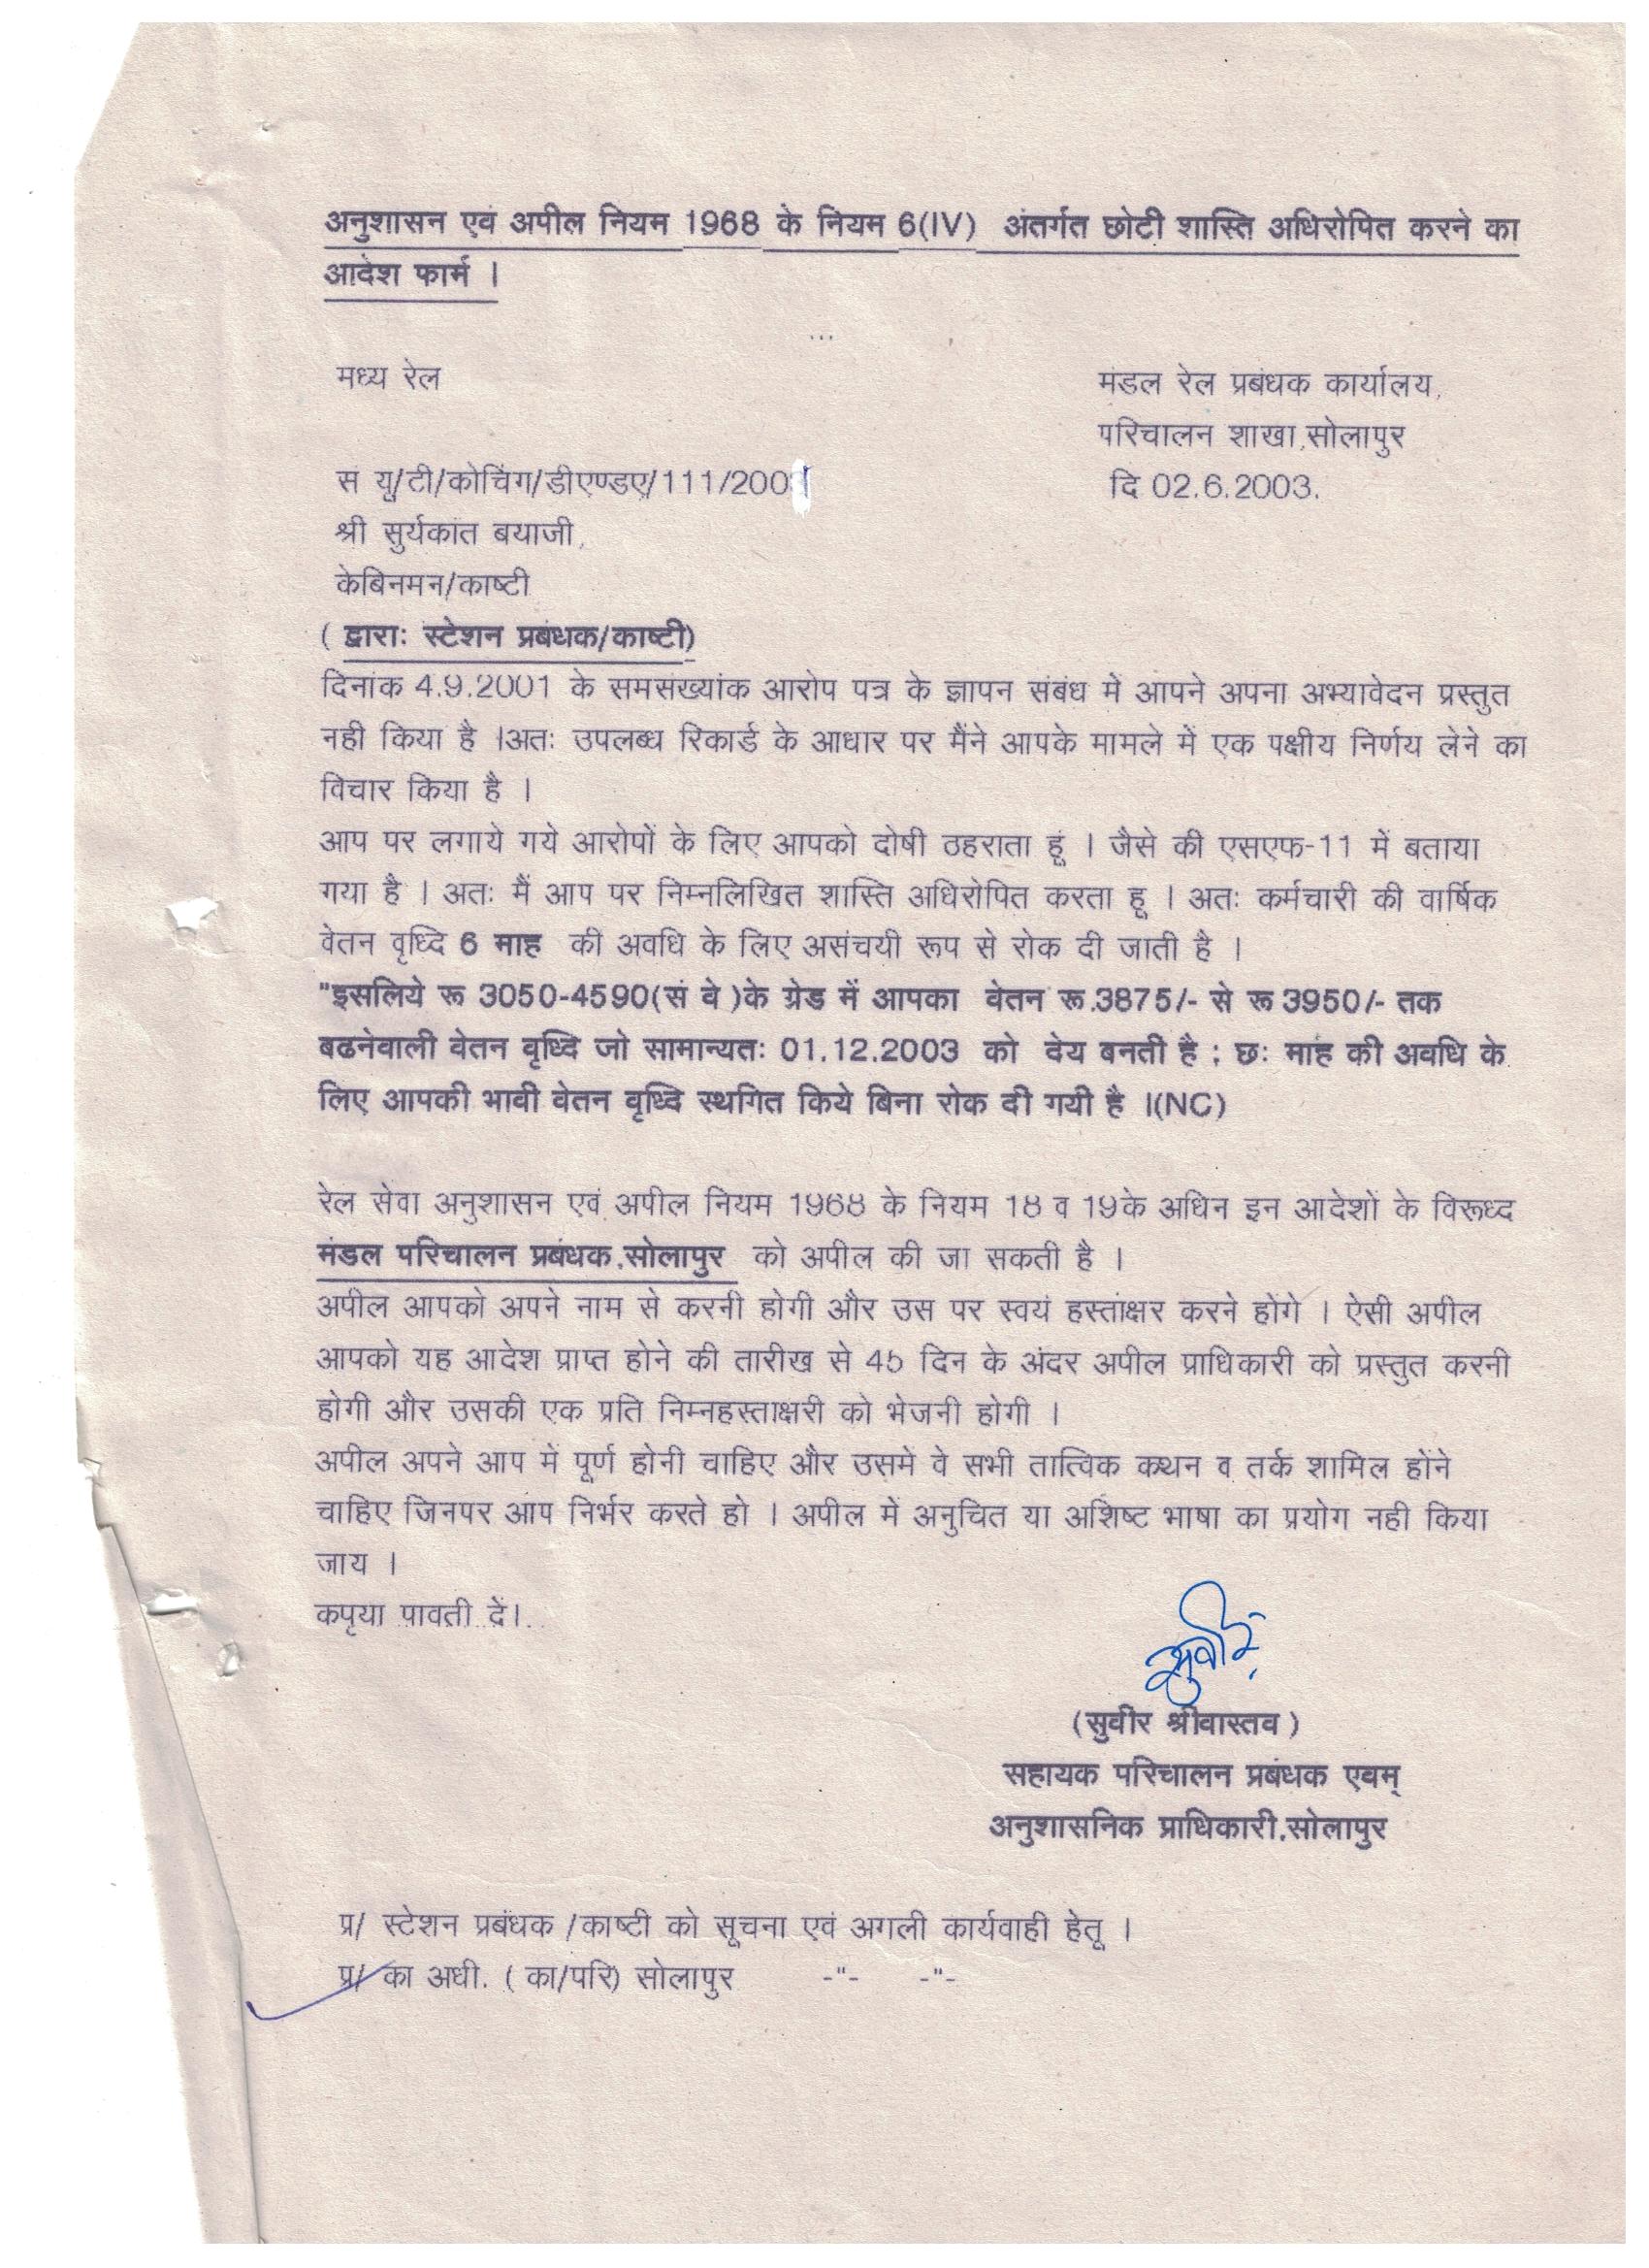 अनुशासन एवं अपील नियम 1968 के नियम 6(IV) अंतर्गत छोटी शास्ति अधिरोपित करने का
आदेश फार्म ।
...
मध्य रेल
मंडल रेल प्रबंधक कार्यालय,
परिचालन शाखा,सोलापुर
सं यू/टी/कोचिंग/डीएण्डए/111/2001
दि 02.6.2003.
श्री सुर्यकांत बयाजी,
केबिनमन/काष्टी
( द्वाराः स्टेशन प्रबंधक/काष्टी)
दिनांक 4.9.2001 के समसंख्यांक आरोप पत्र के ज्ञापन संबंध में आपने अपना अभ्यावेदन प्रस्तुत
नही किया है ।अतः उपलब्ध रिकार्ड के आधार पर मैंने आपके मामले में एक पक्षीय निर्णय लेने का
विचार किया है ।
आप पर लगाये गये आरोपों के लिए आपको दोषी ठहराता हूं । जैसे की एसएफ-11 में बताया
गया है । अतः मैं आप पर निम्नलिखित शास्ति अधिरोपित करता हू । अतः कर्मचारी की वार्षिक
वेतन वृध्दि 6 माह की अवधि के लिए असंचयी रूप से रोक दी जाती है ।
"इसलिये रू 3050-4590(सं वे )के ग्रेड में आपका वेतन रू.3875/- से रू 3950/- तक
बढनेवाली वेतन वृध्दि जो सामान्यतः 01.12.2003 को देय बनती है ; छः माह की अवधि के
लिए आपकी भावी वेतन वृध्दि स्थगित किये बिना रोक दी गयी है ।(NC)
रेल सेवा अनुशासन एवं अपील नियम 1968 के नियम 18 व 19के अधिन इन आदेशों के विरूध्द
मंडल परिचालन प्रबंधक,सोलापुर को अपील की जा सकती है ।
अपील आपको अपने नाम से करनी होगी और उस पर स्वयं हस्ताक्षर करने होंगे । ऐसी अपील
आपको यह आदेश प्राप्त होने की तारीख से 45 दिन के अंदर अपील प्राधिकारी को प्रस्तुत करनी
होगी और उसकी एक प्रति निम्नहस्ताक्षरी को भेजनी होगी ।
अपील अपने आप में पूर्ण होनी चाहिए और उसमे वे सभी तात्विक कथन व तर्क शामिल होंने
चाहिए जिनपर आप निर्भर करते हो । अपील में अनुचित या अशिष्ट भाषा का प्रयोग नही किया
जाय ।
कपृया पावती दें।..
सुवीर
(सुवीर श्रीवास्तव)
सहायक परिचालन प्रबंधक एवम्
अनुशासनिक प्राधिकारी,सोलापुर
प्र/ स्टेशन प्रबंधक /काष्टी को सूचना एवं अगली कार्यवाही हेतू ।
प्र/ का अधी. ( का/परि) सोलापुर -"- -"-